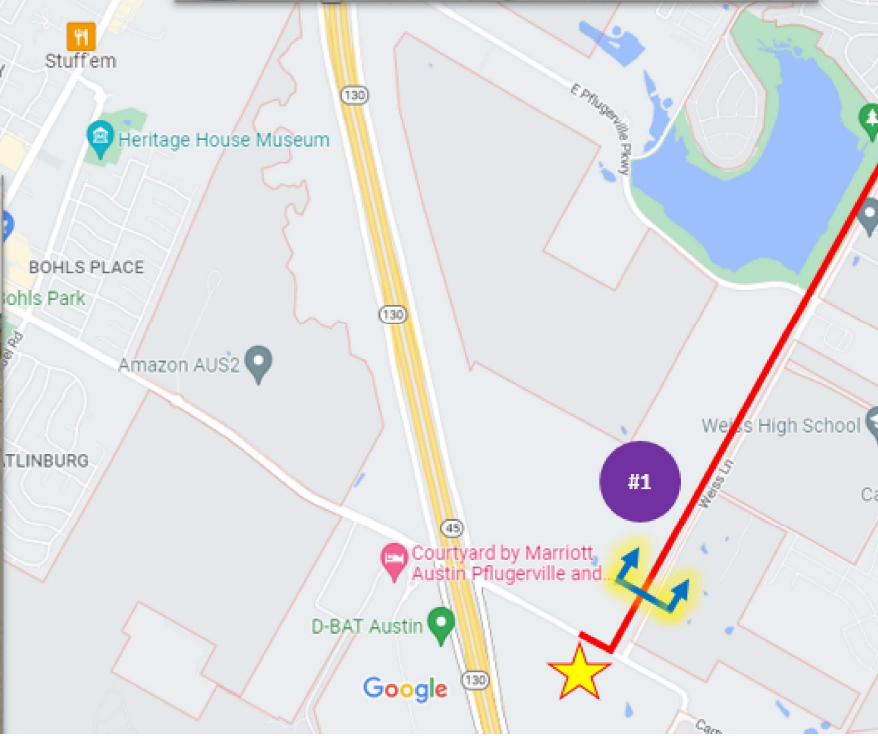 Stuff'em
130
E Pflugerville Pkwy
Heritage House Museum
BOHLS PLACE
Bohls Park
130
Amazon AUS2
Weiss High School
ATLINBURG
#1
Weiss Ln
45
Courtyard by Marriott
Austin Pflugerville and...
D-BAT Austin
Google
130